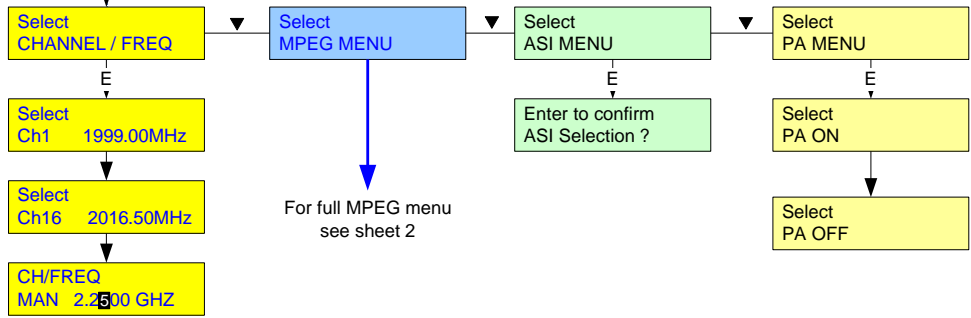 Select
CHANNEL / FREQ
Select
MPEG MENU
Select
ASI MENU
Select
PA MENU
E
E
E
Select
Ch1 1999.00MHz
Enter to confirm
ASI Selection ?
Select
PA ON
Select
Ch16 2016.50MHz
For full MPEG menu
see sheet 2
Select
PA OFF
CH/FREQ
MAN 2.2500 GHZ